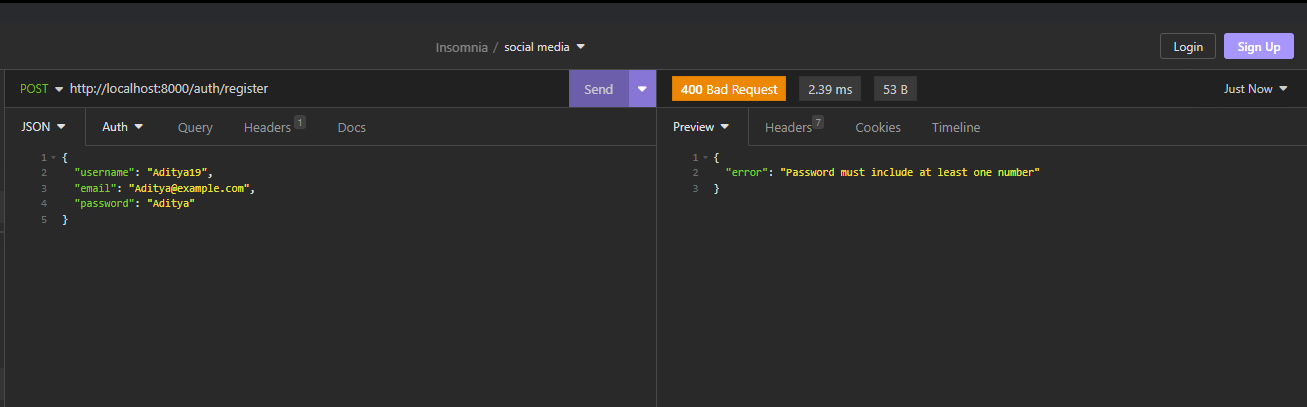 Insomnia / social media
Login
Sign Up
POST http://localhost:8000/auth/register
Send
400 Bad Request
2.39 ms
53 B
Just Now
JSON
Auth
Query
Headers 1
Docs
Preview
Headers 7
Cookies
Timeline
1 {
2 "username": "Aditya19",
3 "email": "Aditya@example.com",
4 "password": "Aditya"
5 }
1 {
2 "error": "Password must include at least one number"
3 }